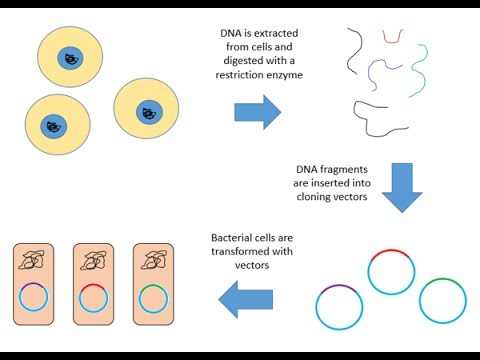 DNA is extracted
from cells and
digested with a
restriction enzyme
DNA fragments
are inserted into
cloning vectors
Bacterial cells are
transformed with
vectors